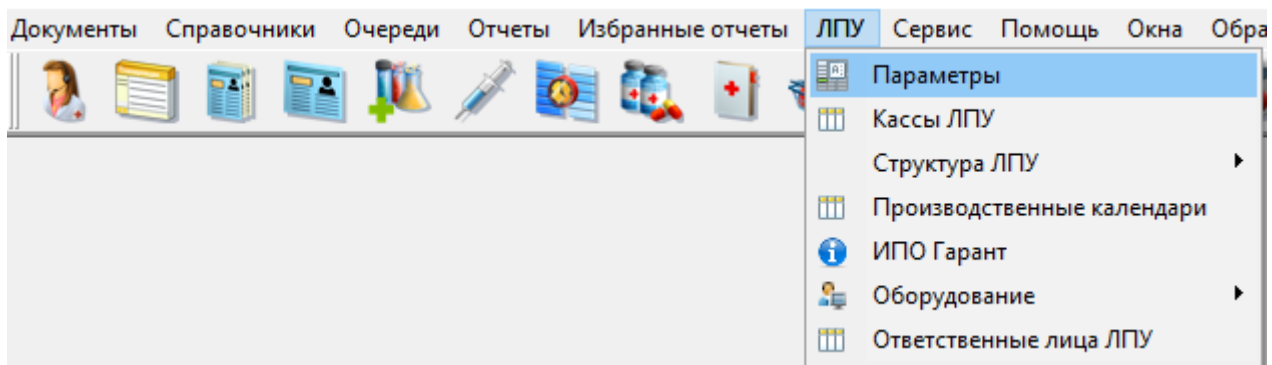 Документы Справочники Очереди Отчеты Избранные отчеты ЛПУ Сервис Помощь Окна Обра
Параметры
Кассы ЛПУ
Структура ЛПУ
Производственные календари
ИПО Гарант
Оборудование
Ответственные лица ЛПУ